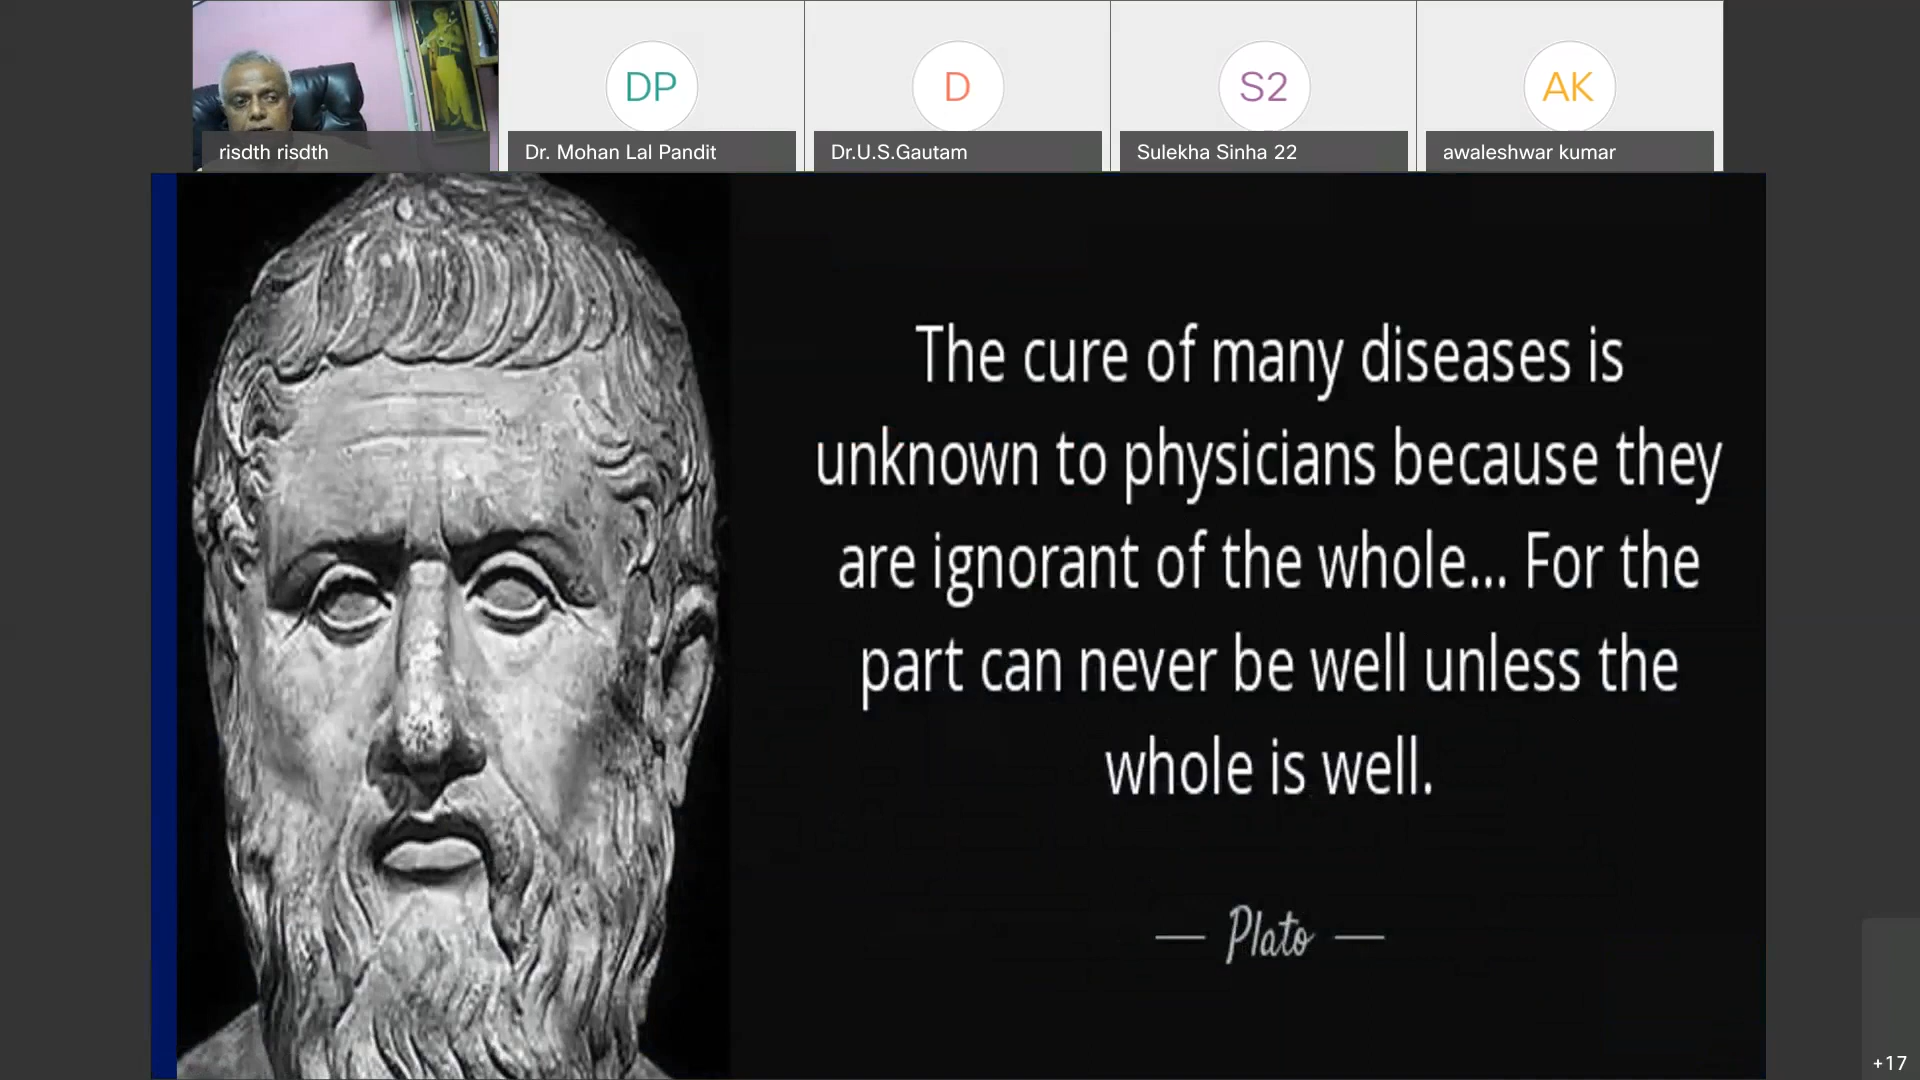 DP
D
S2
AK
risdth risdth
Dr. Mohan Lal Pandit
Dr.U.S.Gautam
Sulekha Sinha 22
awaleshwar kumar
The cure of many diseases is
unknown to physicians because they
are ignorant of the whole... For the
part can never be well unless the
whole is well.
— Plato —
+17